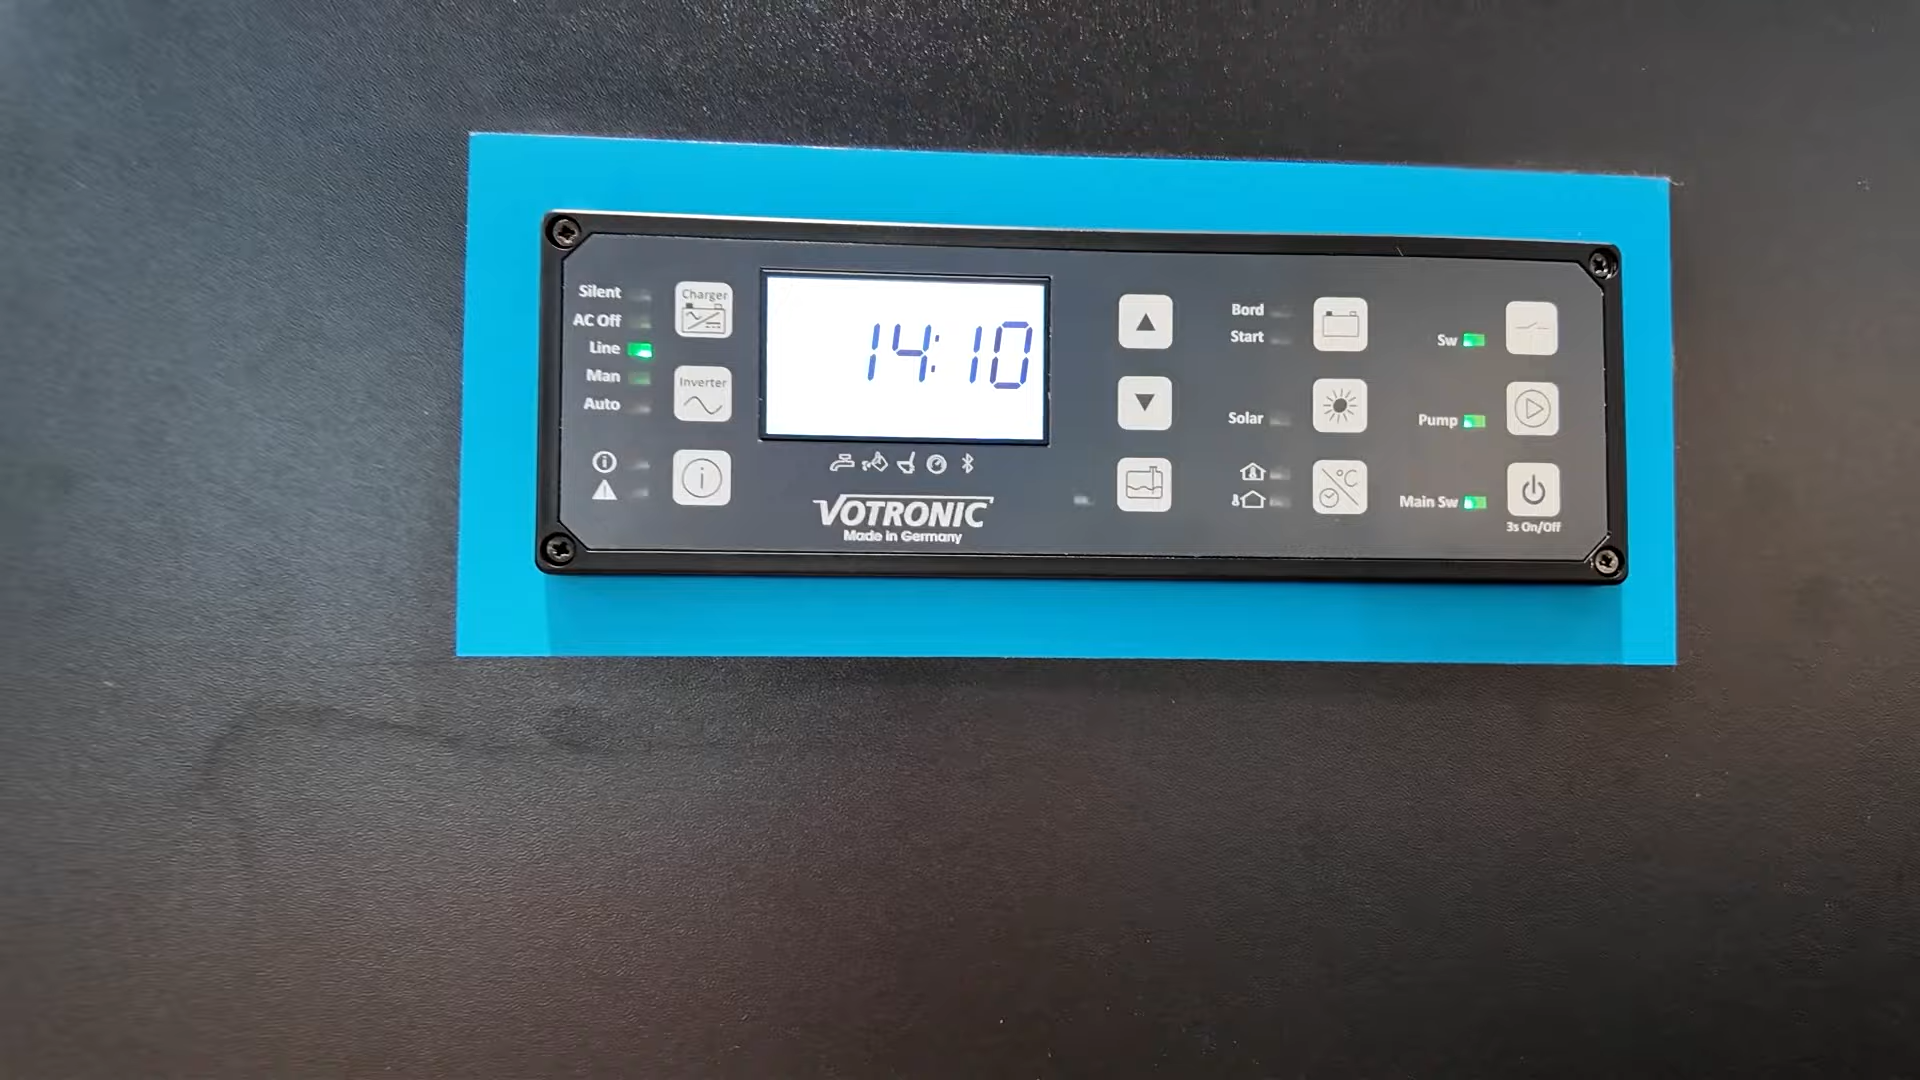 Silent
AC Off
Line
Man
Auto
Charger
Inverter
14:10
VOTRONIC
Made in Germany
Bord
Start
Solar
°C
Sw
Pump
Main Sw
3s On/Off